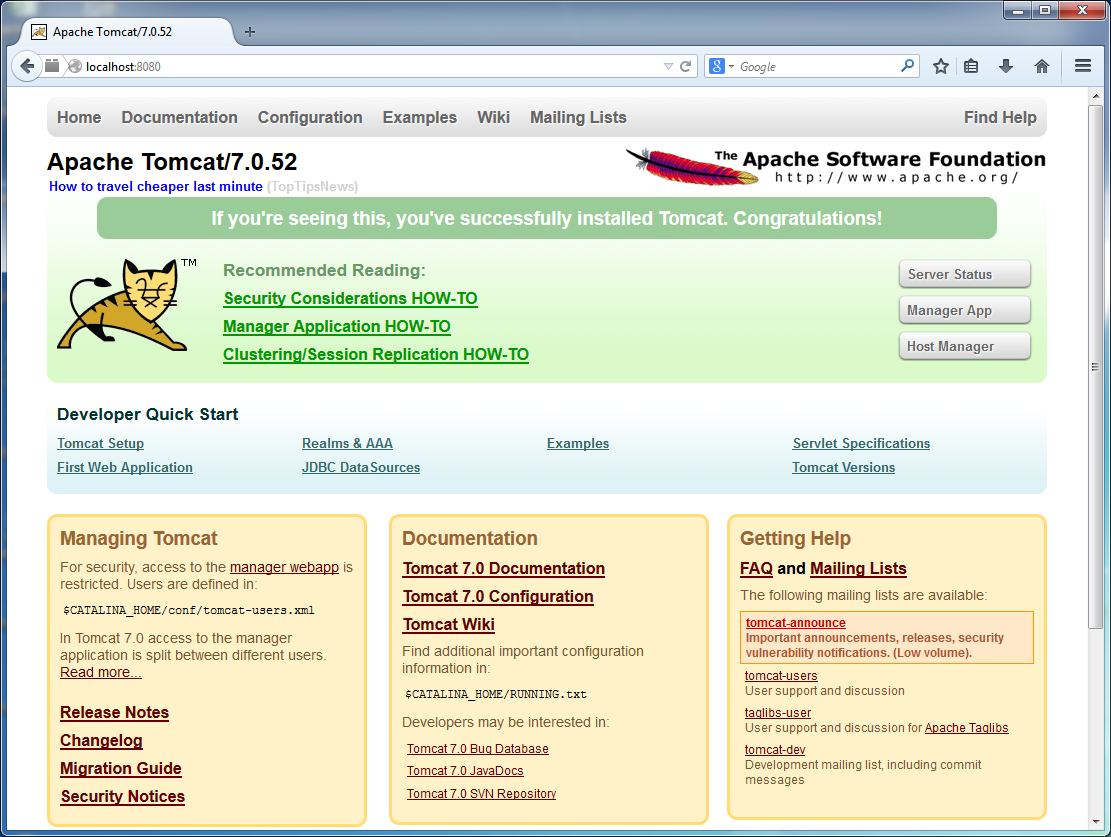 Apache Tomcat/7.0.52
localhost:8080
Google
Home Documentation Configuration Examples Wiki Mailing Lists Find Help
Apache Tomcat/7.0.52
The Apache Software Foundation
http://www.apache.org/
How to travel cheaper last minute (TopTipsNews)
If you're seeing this, you've successfully installed Tomcat. Congratulations!
TM
Recommended Reading:
Security Considerations HOW-TO
Manager Application HOW-TO
Clustering/Session Replication HOW-TO
Server Status
Manager App
Host Manager
Developer Quick Start
Tomcat Setup
First Web Application
Realms & AAA
JDBC DataSources
Examples
Servlet Specifications
Tomcat Versions
Managing Tomcat
For security, access to the manager webapp is
restricted. Users are defined in:
$CATALINA_HOME/conf/tomcat-users.xml
In Tomcat 7.0 access to the manager
application is split between different users.
Read more...
Release Notes
Changelog
Migration Guide
Security Notices
Documentation
Tomcat 7.0 Documentation
Tomcat 7.0 Configuration
Tomcat Wiki
Find additional important configuration
information in:
$CATALINA_HOME/RUNNING.txt
Developers may be interested in:
Tomcat 7.0 Bug Database
Tomcat 7.0 JavaDocs
Tomcat 7.0 SVN Repository
Getting Help
FAQ and Mailing Lists
The following mailing lists are available:
tomcat-announce
Important announcements, releases, security
vulnerability notifications. (Low volume).
tomcat-users
User support and discussion
taglibs-user
User support and discussion for Apache Taglibs
tomcat-dev
Development mailing list, including commit
messages